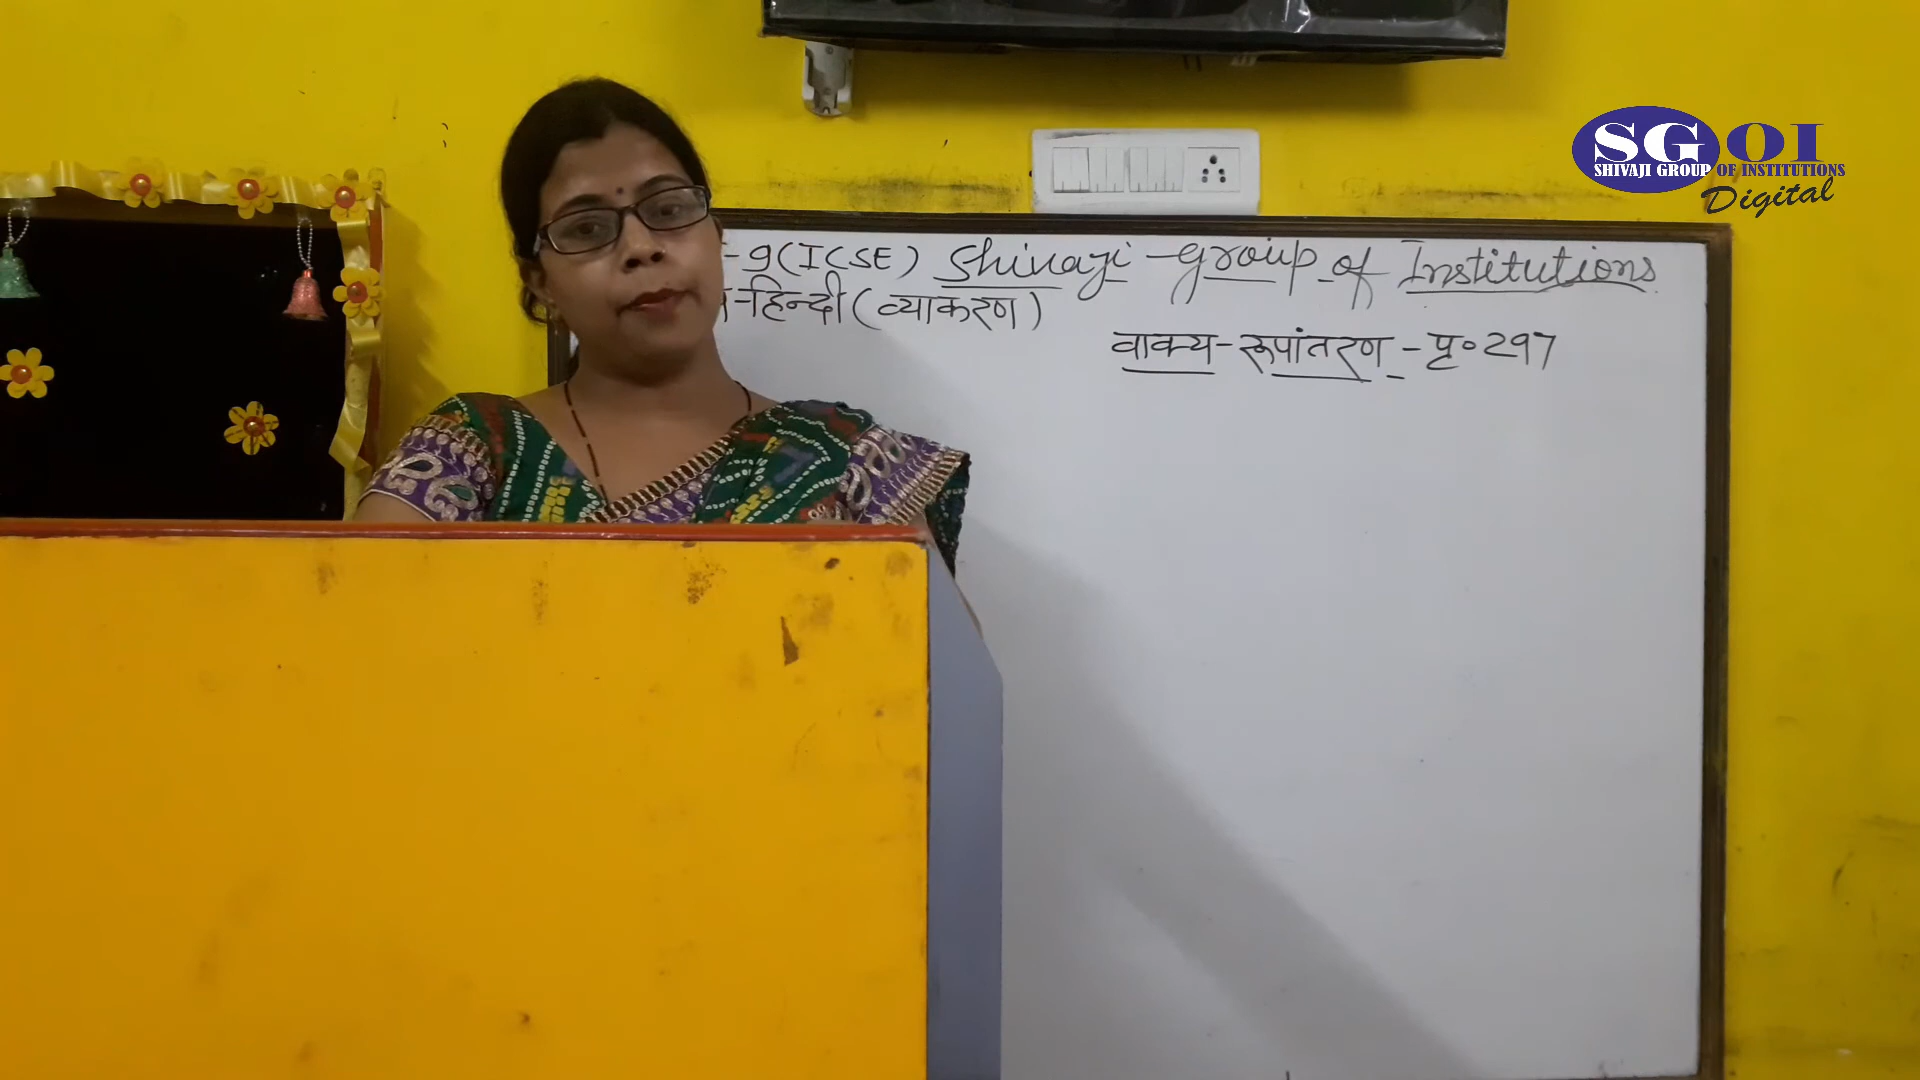 SGOI
SHIVAJI GROUP OF INSTITUTIONS
Digital
-9(ICSE) Shivaji-Group of Institutions
-हिन्दी (व्याकरण)
वाक्य-रूपांतरण-पृ०297